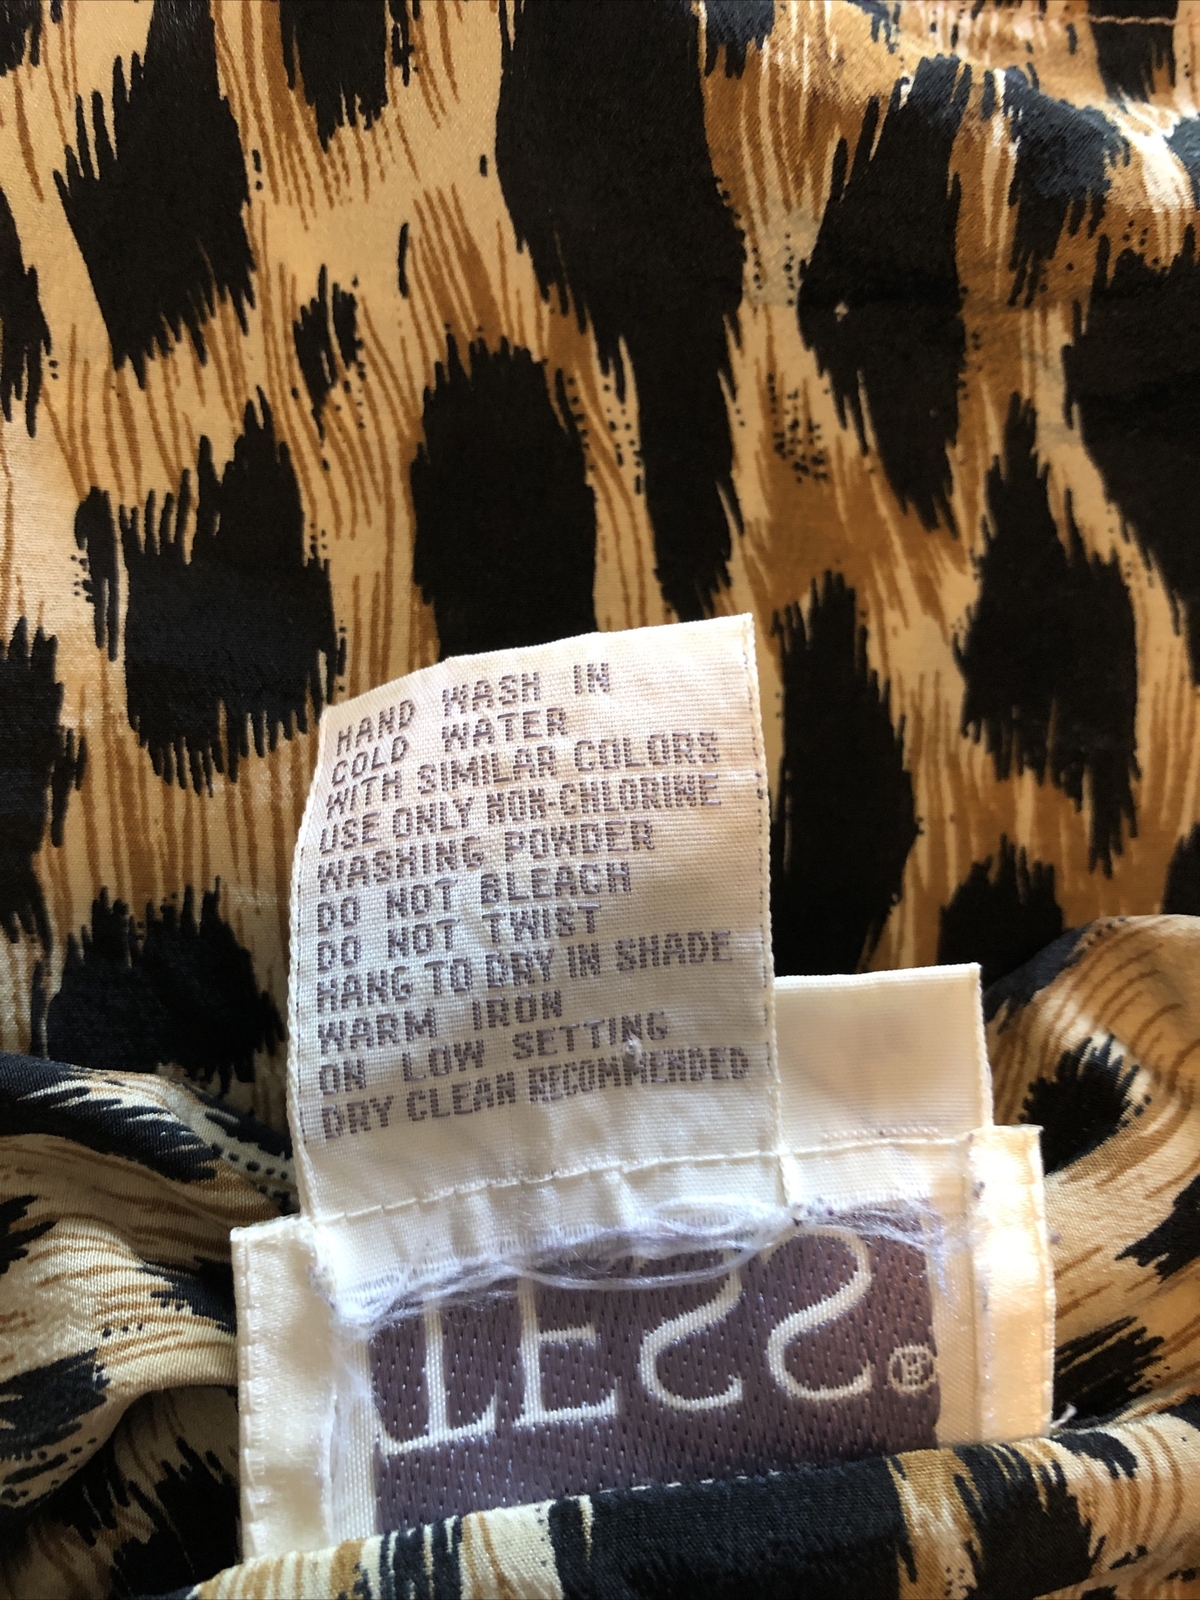 HAND WASH IN
COLD WATER
WITH SIMILAR COLORS
USE ONLY NON-CHLORINE
WASHING POWDER
DO NOT BLEACH
DO NOT TWIST
HANG TO DRY IN SHADE
WARM IRON
ON LOW SETTING
DRY CLEAN RECOMMENDED
TESS®